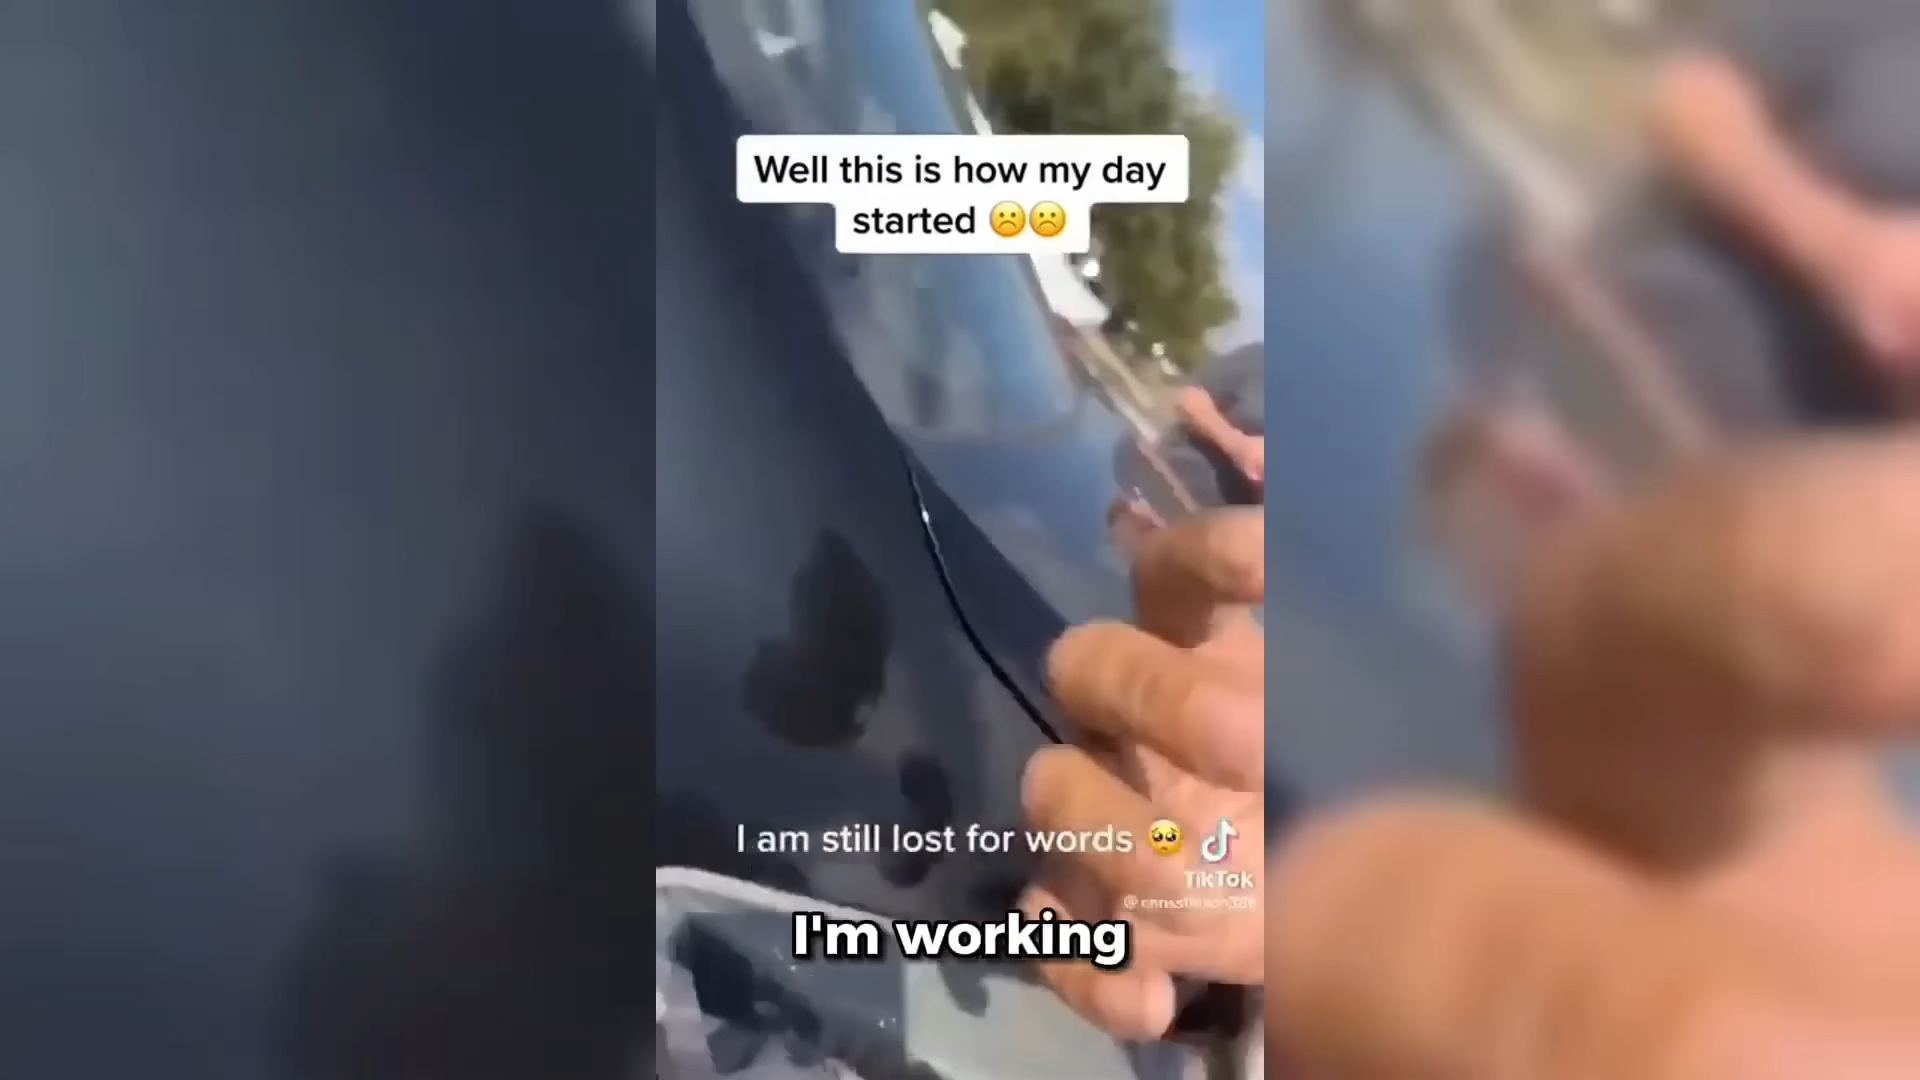 Well this is how my day
started ☹️☹️
I am still lost for words 🥺
TikTok
I'm working